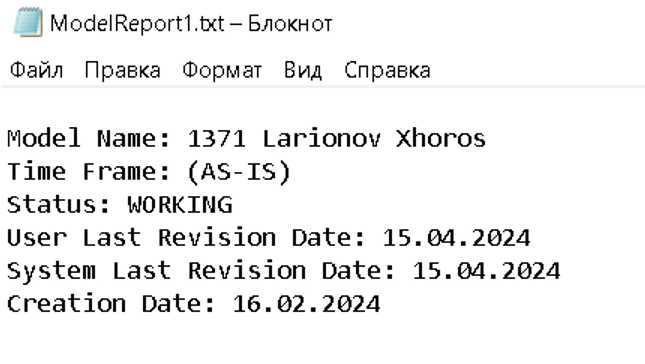 ModelReport1.txt – Блокнот
Файл Правка Формат Вид Справка
Model Name: 1371 Larionov Xhoros
Time Frame: (AS-IS)
Status: WORKING
User Last Revision Date: 15.04.2024
System Last Revision Date: 15.04.2024
Creation Date: 16.02.2024